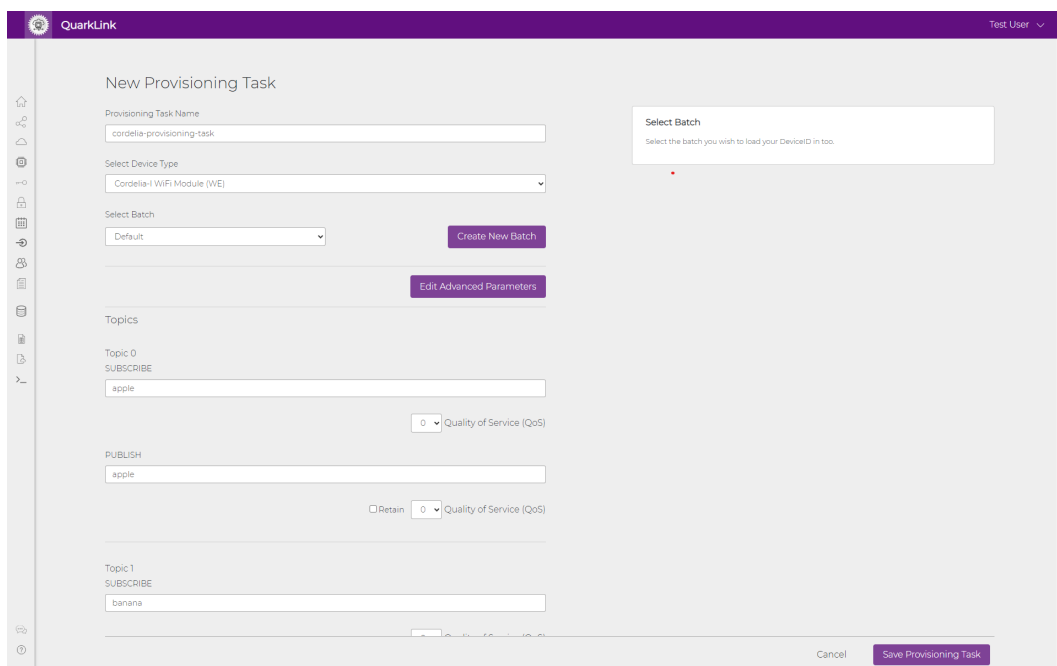 QuarkLink
Test User
New Provisioning Task
Provisioning Task Name
cordelia-provisioning-task
Select Device Type
Cordelia-I WiFi Module (WE)
Select Batch
Default
Create New Batch
Edit Advanced Parameters
Topics
Topic 0
SUBSCRIBE
apple
0 Quality of Service (QoS)
PUBLISH
apple
Retain 0 Quality of Service (QoS)
Topic 1
SUBSCRIBE
banana
Select Batch
Select the batch you wish to load your DeviceID in too.
Cancel
Save Provisioning Task